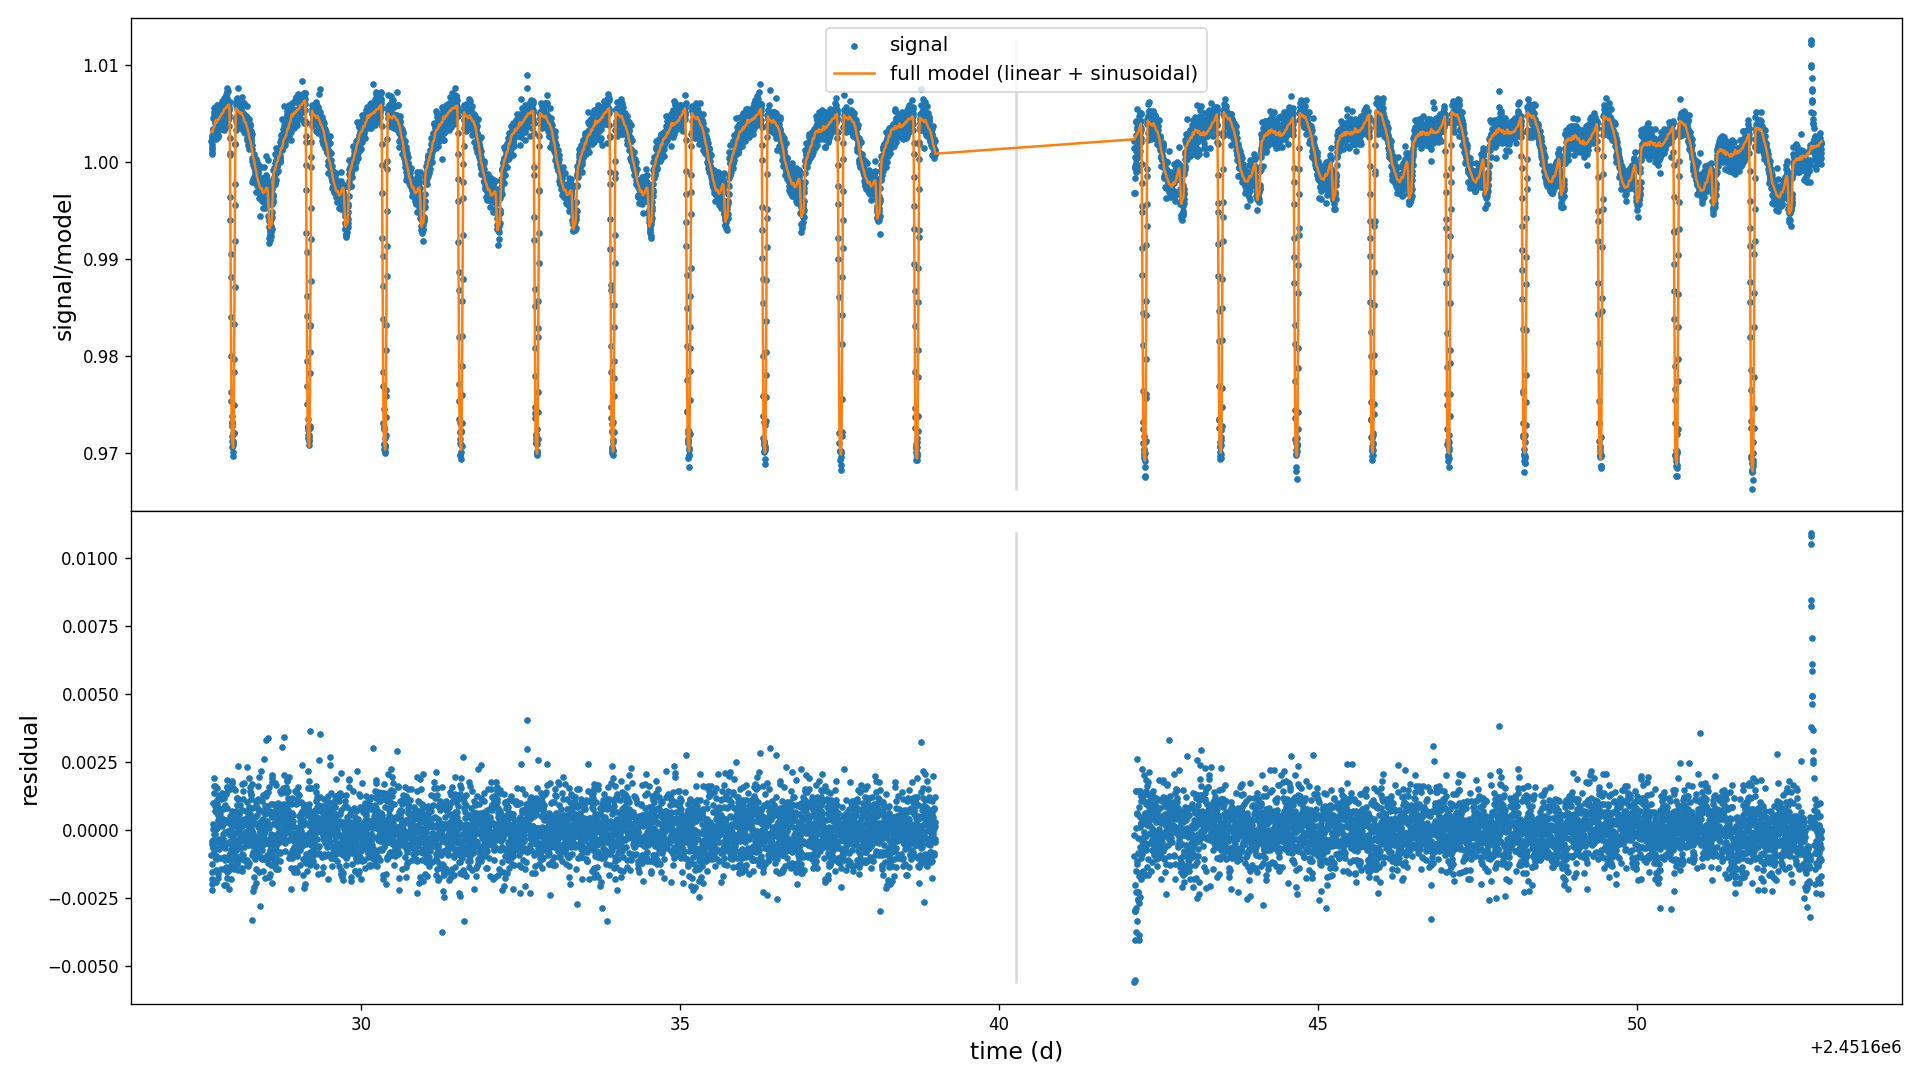 signal
full model (linear + sinusoidal)
1.01
1.00
0.99
0.98
0.97
signal/model
0.0100
0.0075
0.0050
0.0025
0.0000
−0.0025
−0.0050
residual
30
35
40
45
50
time (d)
+2.4516e6